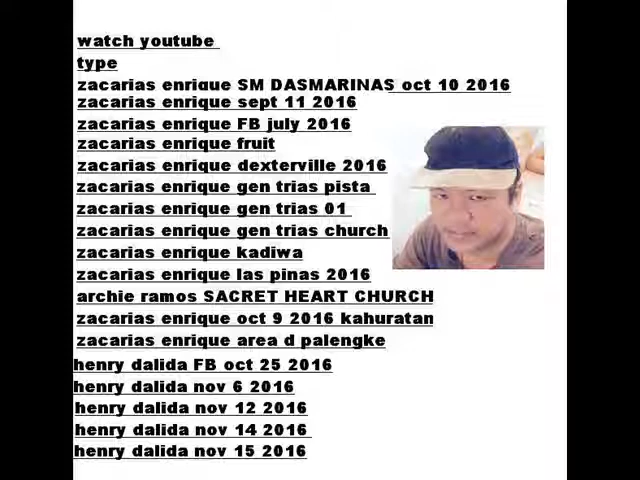 watch youtube
type
zacarias enrique SM DASMARINAS oct 10 2016
zacarias enrique sept 11 2016
zacarias enrique FB july 2016
zacarias enrique fruit
zacarias enrique dexterville 2016
zacarias enrique gen trias pista
zacarias enrique gen trias 01
zacarias enrique gen trias church
zacarias enrique kadiwa
zacarias enrique las pinas 2016
archie ramos SACRET HEART CHURCH
zacarias enrique oct 9 2016 kahuratan
zacarias enrique area d palengke
henry dalida FB oct 25 2016
henry dalida nov 6 2016
henry dalida nov 12 2016
henry dalida nov 14 2016
henry dalida nov 15 2016